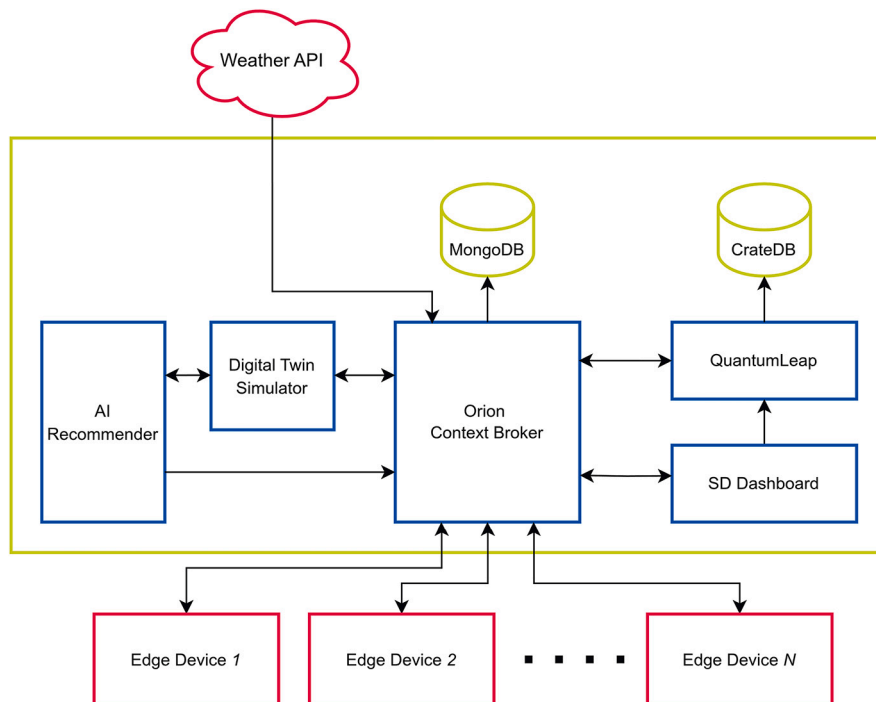 Weather API
MongoDB
CrateDB
AI
Recommender
Digital Twin
Simulator
Orion
Context Broker
QuantumLeap
SD Dashboard
Edge Device 1
Edge Device 2
Edge Device N